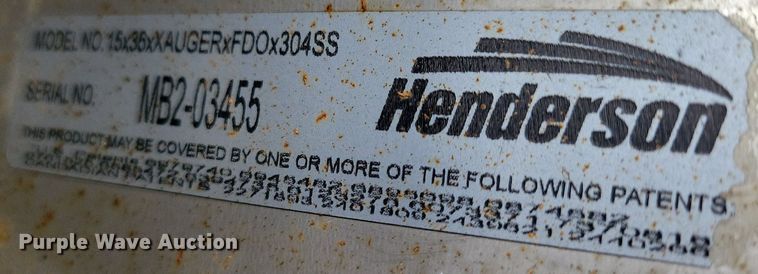 MODEL NO. 15x36xXAUGERxFDOx304SS
SERIAL NO. MB2-03455
Henderson
THIS PRODUCT MAY BE COVERED BY ONE OR MORE OF THE FOLLOWING PATENTS
Purple Wave Auction